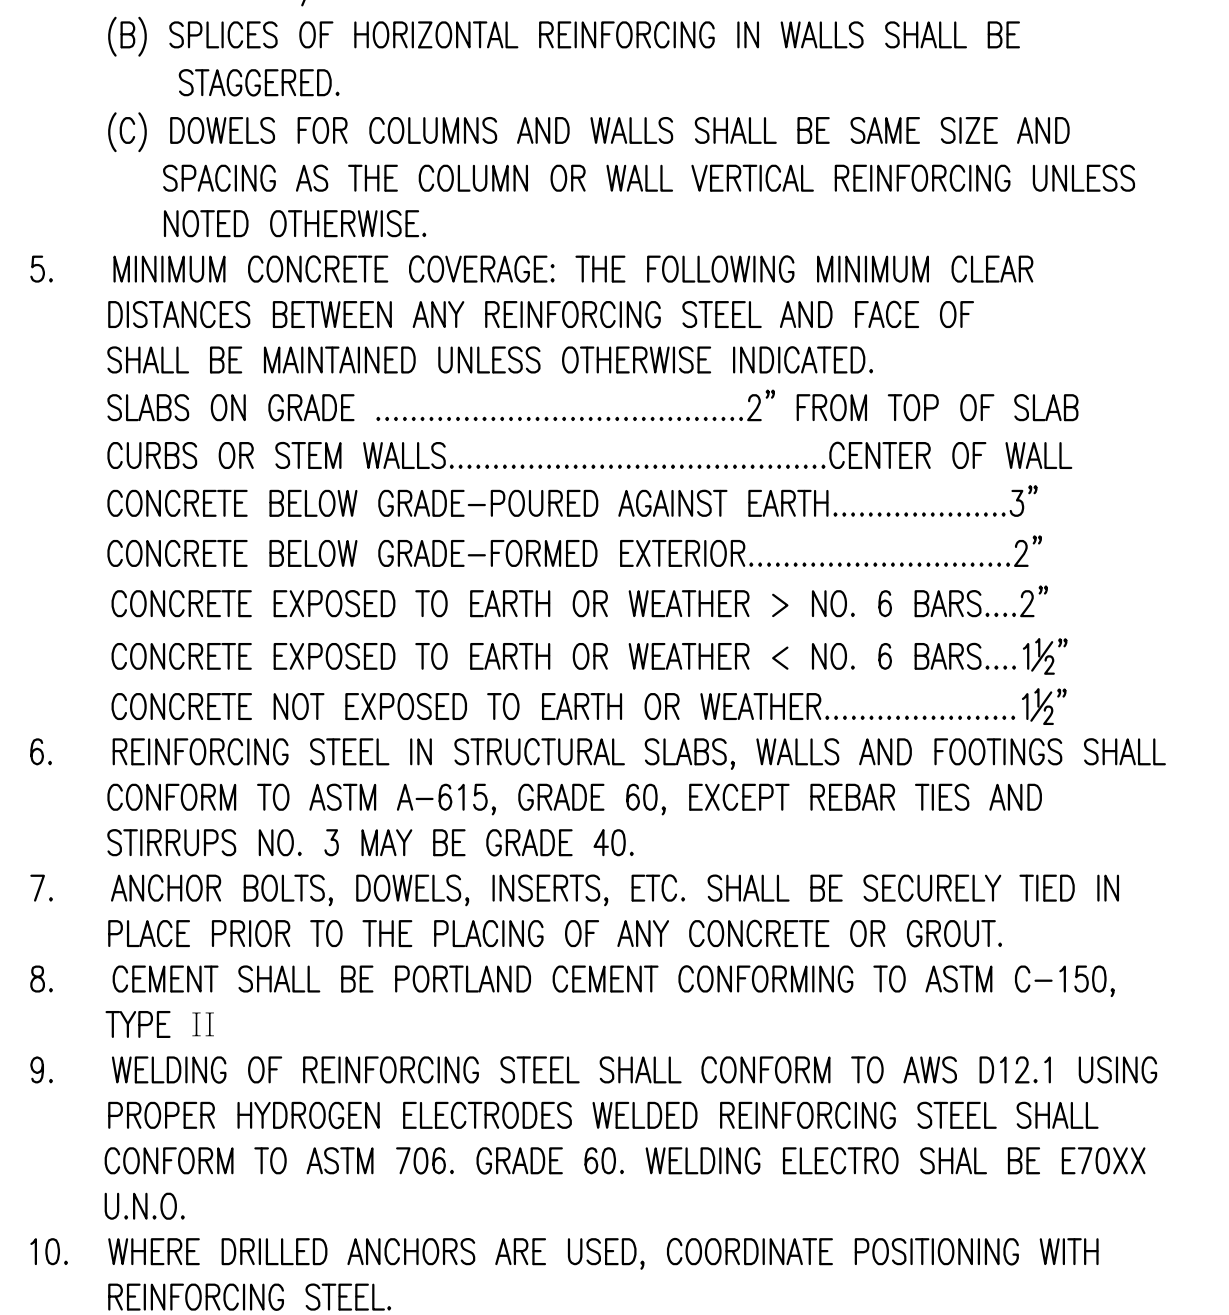 (B) SPLICES OF HORIZONTAL REINFORCING IN WALLS SHALL BE
STAGGERED.
(C) DOWELS FOR COLUMNS AND WALLS SHALL BE SAME SIZE AND
SPACING AS THE COLUMN OR WALL VERTICAL REINFORCING UNLESS
NOTED OTHERWISE.
5. MINIMUM CONCRETE COVERAGE: THE FOLLOWING MINIMUM CLEAR
DISTANCES BETWEEN ANY REINFORCING STEEL AND FACE OF
SHALL BE MAINTAINED UNLESS OTHERWISE INDICATED.
SLABS ON GRADE ..........................................2” FROM TOP OF SLAB
CURBS OR STEM WALLS...........................................CENTER OF WALL
CONCRETE BELOW GRADE–POURED AGAINST EARTH....................3”
CONCRETE BELOW GRADE–FORMED EXTERIOR..............................2”
CONCRETE EXPOSED TO EARTH OR WEATHER > NO. 6 BARS....2”
CONCRETE EXPOSED TO EARTH OR WEATHER < NO. 6 BARS....1½”
CONCRETE NOT EXPOSED TO EARTH OR WEATHER......................1½”
6. REINFORCING STEEL IN STRUCTURAL SLABS, WALLS AND FOOTINGS SHALL
CONFORM TO ASTM A–615, GRADE 60, EXCEPT REBAR TIES AND
STIRRUPS NO. 3 MAY BE GRADE 40.
7. ANCHOR BOLTS, DOWELS, INSERTS, ETC. SHALL BE SECURELY TIED IN
PLACE PRIOR TO THE PLACING OF ANY CONCRETE OR GROUT.
8. CEMENT SHALL BE PORTLAND CEMENT CONFORMING TO ASTM C–150,
TYPE II
9. WELDING OF REINFORCING STEEL SHALL CONFORM TO AWS D12.1 USING
PROPER HYDROGEN ELECTRODES WELDED REINFORCING STEEL SHALL
CONFORM TO ASTM 706. GRADE 60. WELDING ELECTRO SHAL BE E70XX
U.N.O.
10. WHERE DRILLED ANCHORS ARE USED, COORDINATE POSITIONING WITH
REINFORCING STEEL.